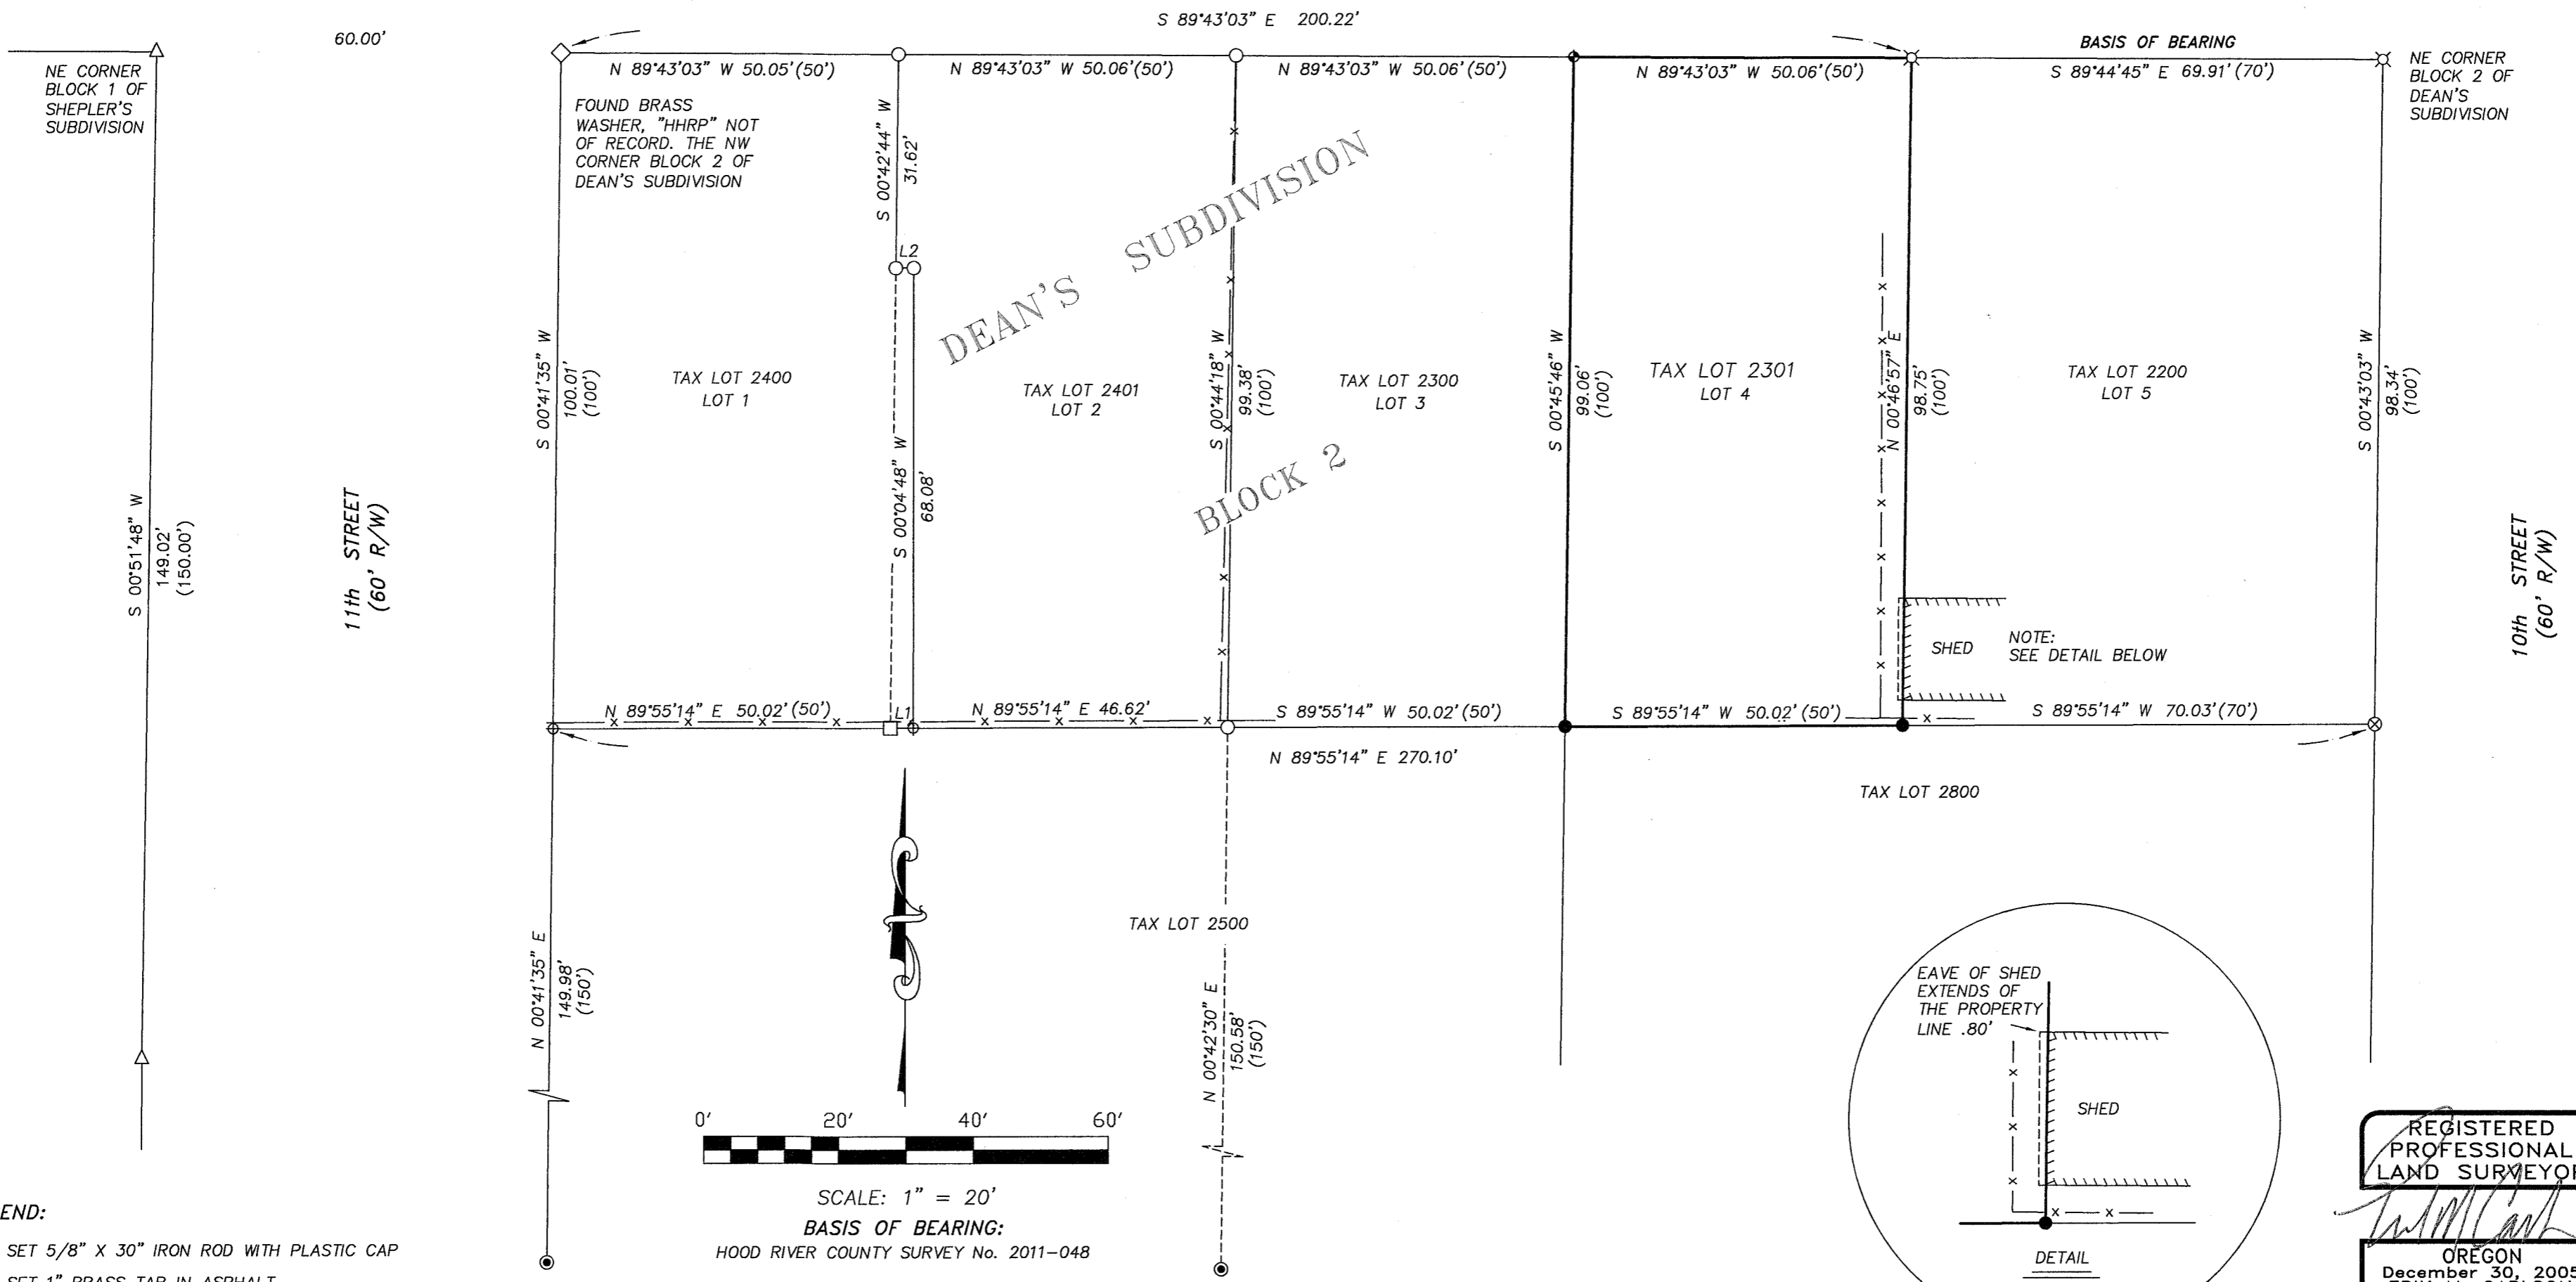 S 89°43'03" E 200.22'
60.00'
NE CORNER
BLOCK 1 OF
SHEPLER'S
SUBDIVISION
N 89°43'03" W 50.05'(50')
N 89°43'03" W 50.06'(50')
N 89°43'03" W 50.06'(50')
N 89°43'03" W 50.06'(50')
BASIS OF BEARING
S 89°44'45" E 69.91'(70')
NE CORNER
BLOCK 2 OF
DEAN'S
SUBDIVISION
FOUND BRASS
WASHER, "HHRP" NOT
OF RECORD. THE NW
CORNER BLOCK 2 OF
DEAN'S SUBDIVISION
S 00°42'44" W
31.62'
L2
DEAN'S SUBDIVISION
BLOCK 2
S 00°41'35" W
100.01'
(100')
TAX LOT 2400
LOT 1
S 00°04'48" W
68.08'
TAX LOT 2401
LOT 2
S 00°44'18" W
99.38'
(100')
TAX LOT 2300
LOT 3
S 00°45'46" W
99.06'
(100')
TAX LOT 2301
LOT 4
N 00°46'57" E
98.75'
(100')
TAX LOT 2200
LOT 5
S 00°43'03" W
98.34'
(100')
S 00°51'48" W
149.02'
(150.00')
11th STREET
(60' R/W)
10th STREET
(60' R/W)
SHED
NOTE:
SEE DETAIL BELOW
N 89°55'14" E 50.02'(50')
L1
N 89°55'14" E 46.62'
S 89°55'14" W 50.02'(50')
S 89°55'14" W 50.02'(50')
S 89°55'14" W 70.03'(70')
N 89°55'14" E 270.10'
TAX LOT 2800
TAX LOT 2500
N 00°41'35" E
149.98'
(150')
N 00°42'30" E
150.58'
(150')
0' 20' 40' 60'
SCALE: 1" = 20'
BASIS OF BEARING:
HOOD RIVER COUNTY SURVEY No. 2011-048
EAVE OF SHED
EXTENDS OF
THE PROPERTY
LINE .80'
SHED
DETAIL
END:
SET 5/8" X 30" IRON ROD WITH PLASTIC CAP
SET 1" BRASS TAB IN ASPHALT
REGISTERED
PROFESSIONAL
LAND SURVEYOR
OREGON
December 30, 2005